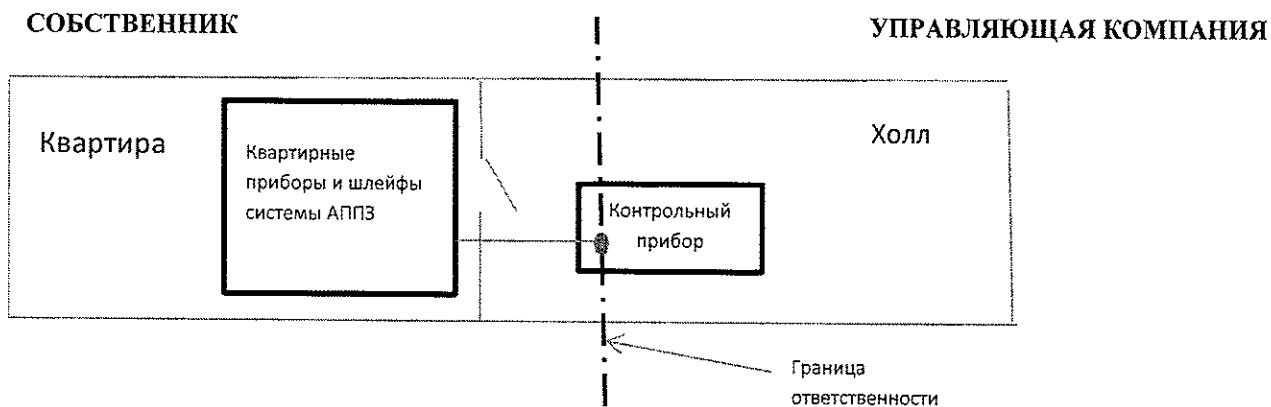 СОБСТВЕННИК
УПРАВЛЯЮЩАЯ КОМПАНИЯ
Квартира
Квартирные
приборы и шлейфы
системы АППЗ
Холл
Контрольный
прибор
Граница
ответственности